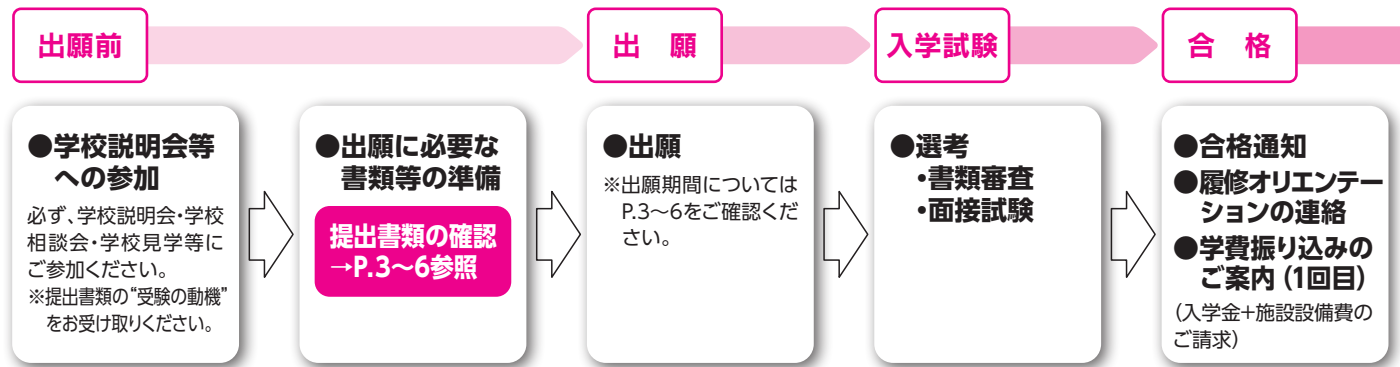 出願前
出　願
入学試験
合　格
●学校説明会等
への参加
必ず、学校説明会・学校
相談会・学校見学等に
ご参加ください。
※提出書類の“受験の動機”
をお受け取りください。
●出願に必要な
書類等の準備
提出書類の確認
→P.3〜6参照
●出願
※出願期間については
P.3〜6をご確認くだ
さい。
●選考
・書類審査
・面接試験
●合格通知
●履修オリエンテー
ションの連絡
●学費振り込みの
ご案内（1回目）
（入学金+施設設備費の
ご請求）